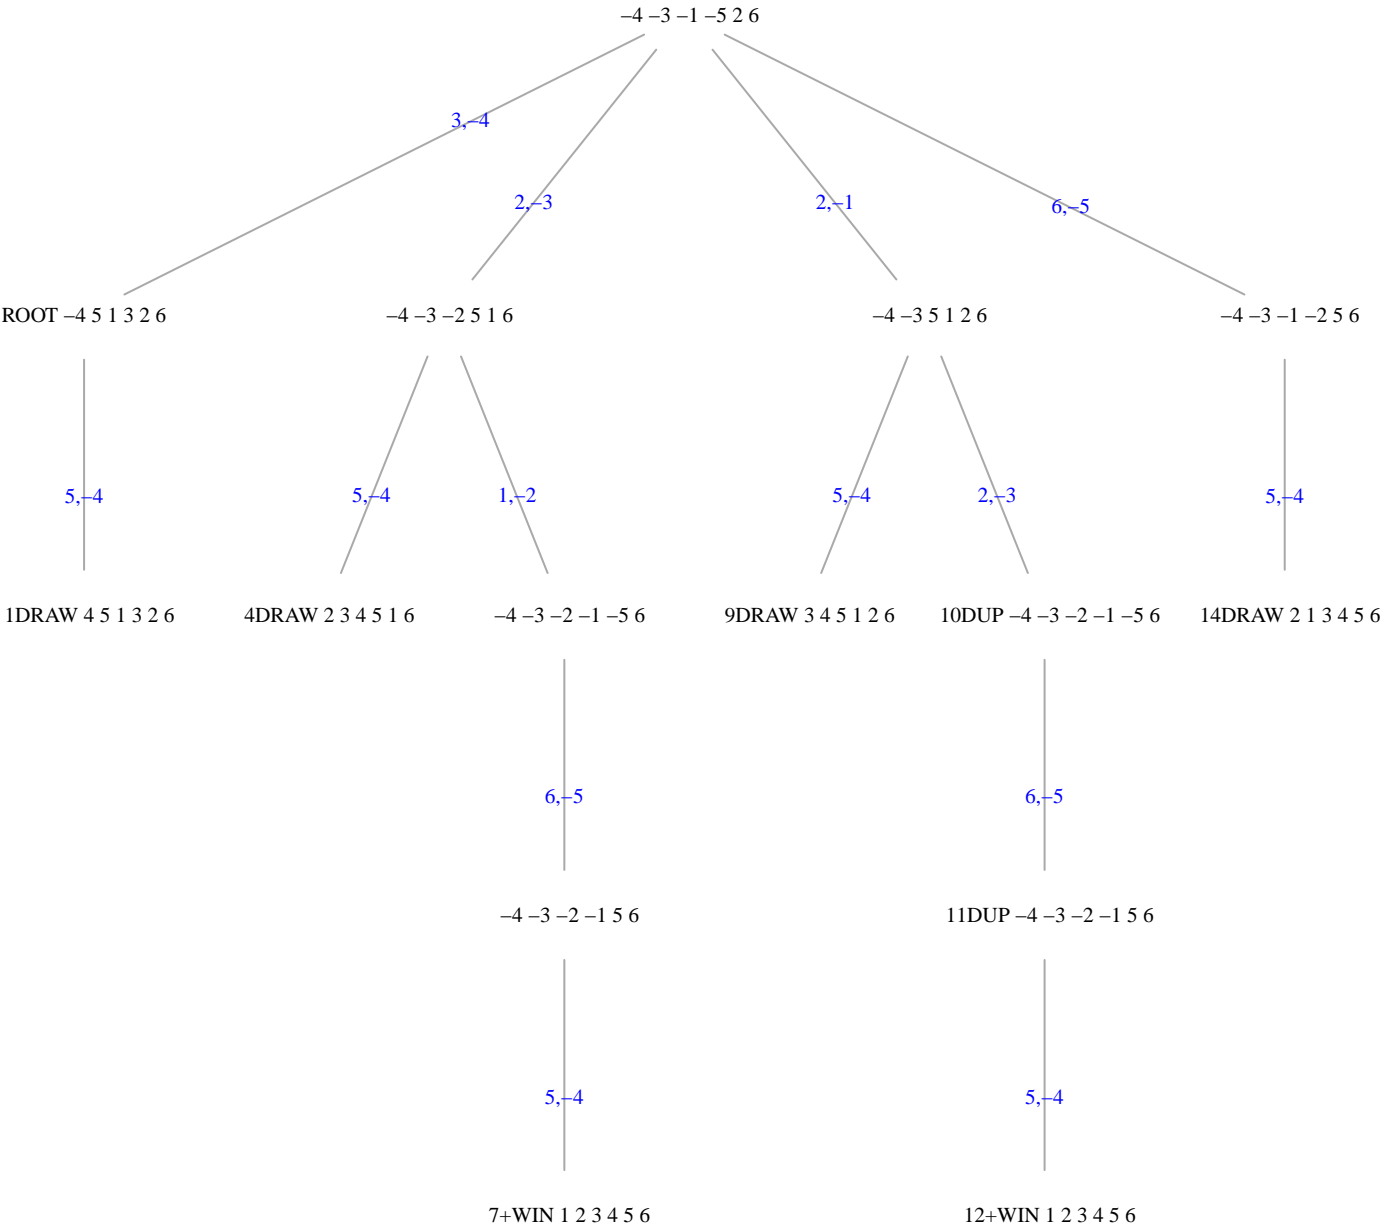 –4 –3 –1 –5 2 6
3,–4
2,–3
2,–1
6,–5
ROOT –4 5 1 3 2 6
–4 –3 –2 5 1 6
–4 –3 5 1 2 6
–4 –3 –1 –2 5 6
5,–4
5,–4
1,–2
5,–4
2,–3
5,–4
1DRAW 4 5 1 3 2 6
4DRAW 2 3 4 5 1 6
–4 –3 –2 –1 –5 6
9DRAW 3 4 5 1 2 6
10DUP –4 –3 –2 –1 –5 6
14DRAW 2 1 3 4 5 6
6,–5
6,–5
–4 –3 –2 –1 5 6
11DUP –4 –3 –2 –1 5 6
5,–4
5,–4
7+WIN 1 2 3 4 5 6
12+WIN 1 2 3 4 5 6